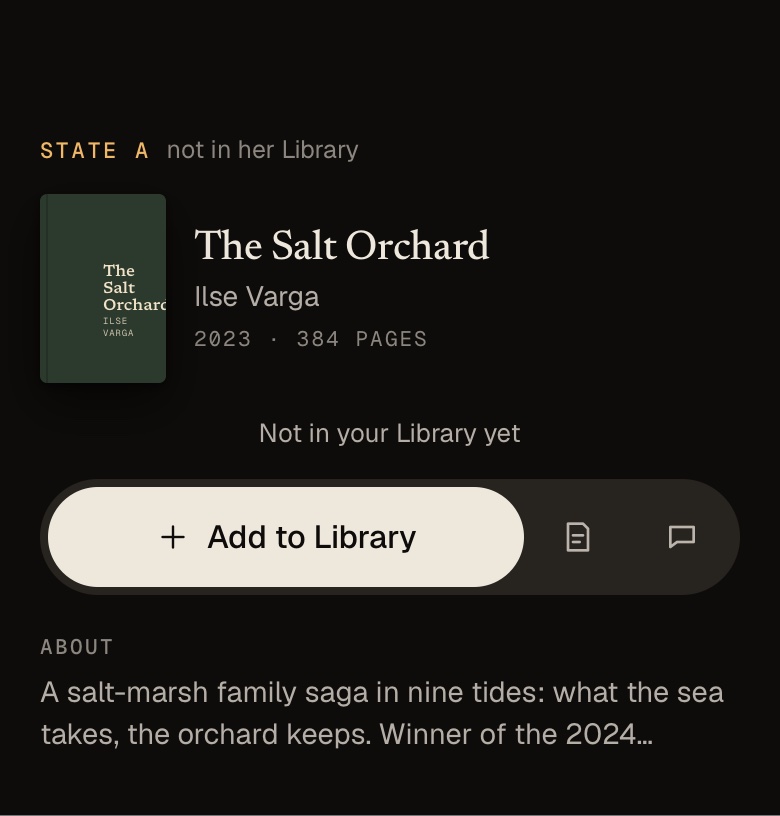 STATE A not in her Library
The
Salt
Orchard
ILSE
VARGA
The Salt Orchard
Ilse Varga
2023 · 384 PAGES
Not in your Library yet
+ Add to Library
ABOUT
A salt-marsh family saga in nine tides: what the sea
takes, the orchard keeps. Winner of the 2024…